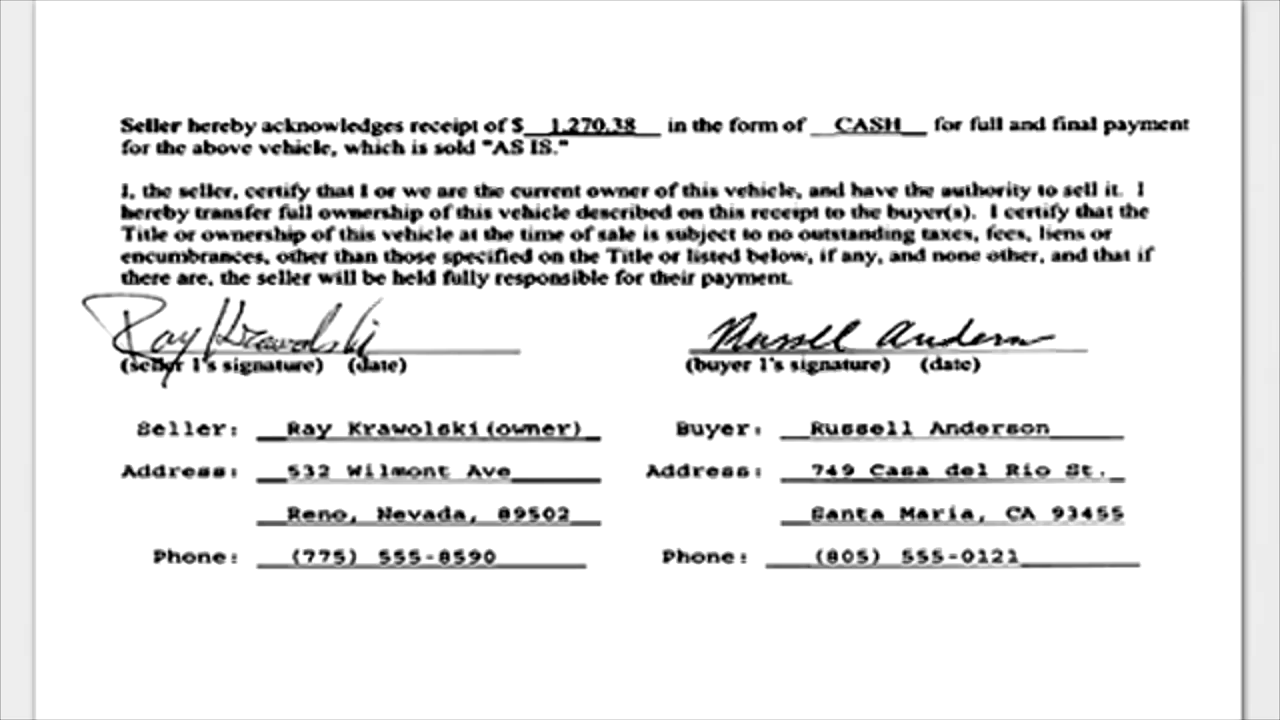 Seller hereby acknowledges receipt of $ 1,270.38 in the form of CASH for full and final payment
for the above vehicle, which is sold "AS IS."
I, the seller, certify that I or we are the current owner of this vehicle, and have the authority to sell it. I
hereby transfer full ownership of this vehicle described on this receipt to the buyer(s). I certify that the
Title or ownership of this vehicle at the time of sale is subject to no outstanding taxes, fees, liens or
encumbrances, other than those specified on the Title or listed below, if any, and none other, and that if
there are, the seller will be held fully responsible for their payment.
Ray Krawolski Russell Anderson
(seller 1's signature) (date) (buyer 1's signature) (date)
Seller: Ray Krawolski(owner) Buyer: Russell Anderson
Address: 532 Wilmont Ave Address: 749 Casa del Rio St.
Reno, Nevada, 89502 Santa Maria, CA 93455
Phone: (775) 555-8590 Phone: (805) 555-0121